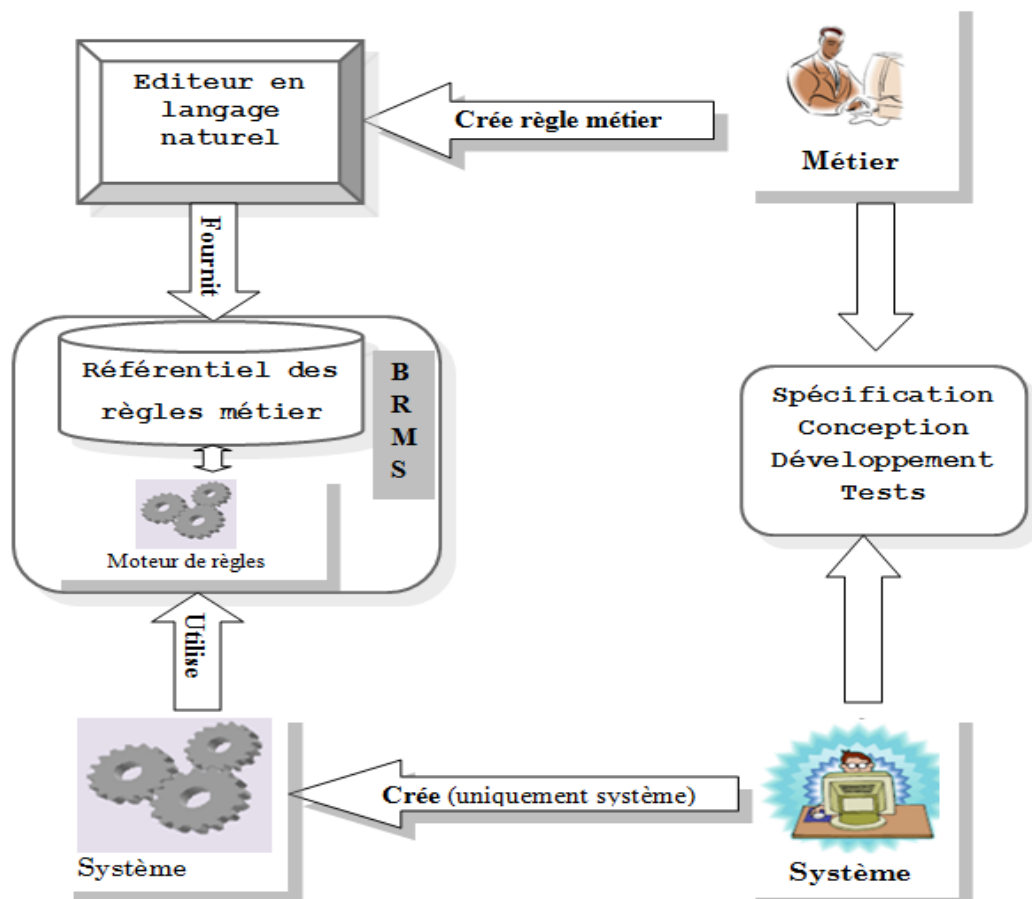 Editeur en
langage
naturel
Crée règle métier
Métier
Fournit
Référentiel des
règles métier
B
R
M
S
Moteur de règles
Spécification
Conception
Développement
Tests
Utilise
Système
Crée (uniquement système)
Système